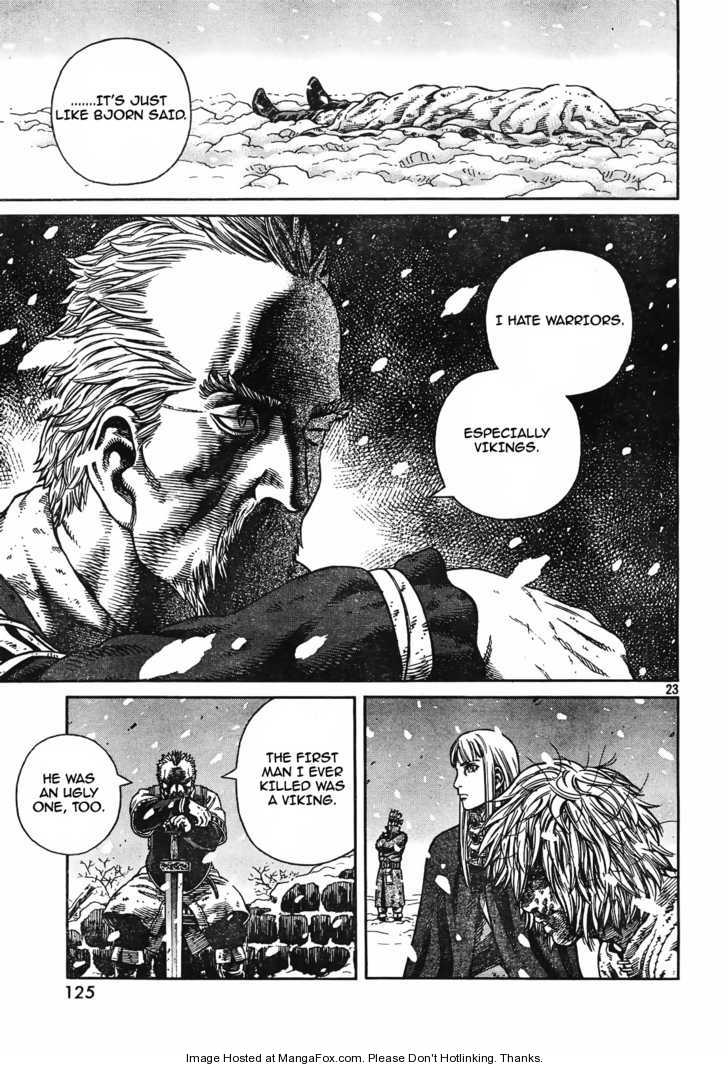 .......IT'S JUST
LIKE BJORN SAID.
I HATE WARRIORS.
ESPECIALLY
VIKINGS.
23
THE FIRST
MAN I EVER
KILLED WAS
A VIKING.
HE WAS
AN UGLY
ONE, TOO.
125
Image Hosted at MangaFox.com. Please Don't Hotlinking. Thanks.